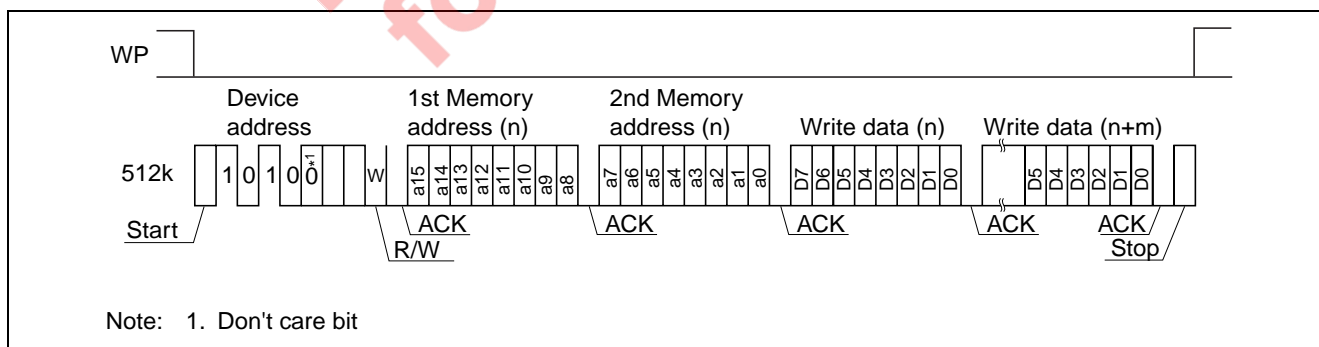 WP
Device
address
1st Memory
address (n)
2nd Memory
address (n)
Write data (n)
Write data (n+m)
512k
1 0 1 0 0*1 W a15 a14 a13 a12 a11 a10 a9 a8 a7 a6 a5 a4 a3 a2 a1 a0 D7 D6 D5 D4 D3 D2 D1 D0 D5 D4 D3 D2 D1 D0
Start
ACK
ACK
ACK
ACK
ACK
R/W
Stop
Note: 1. Don't care bit